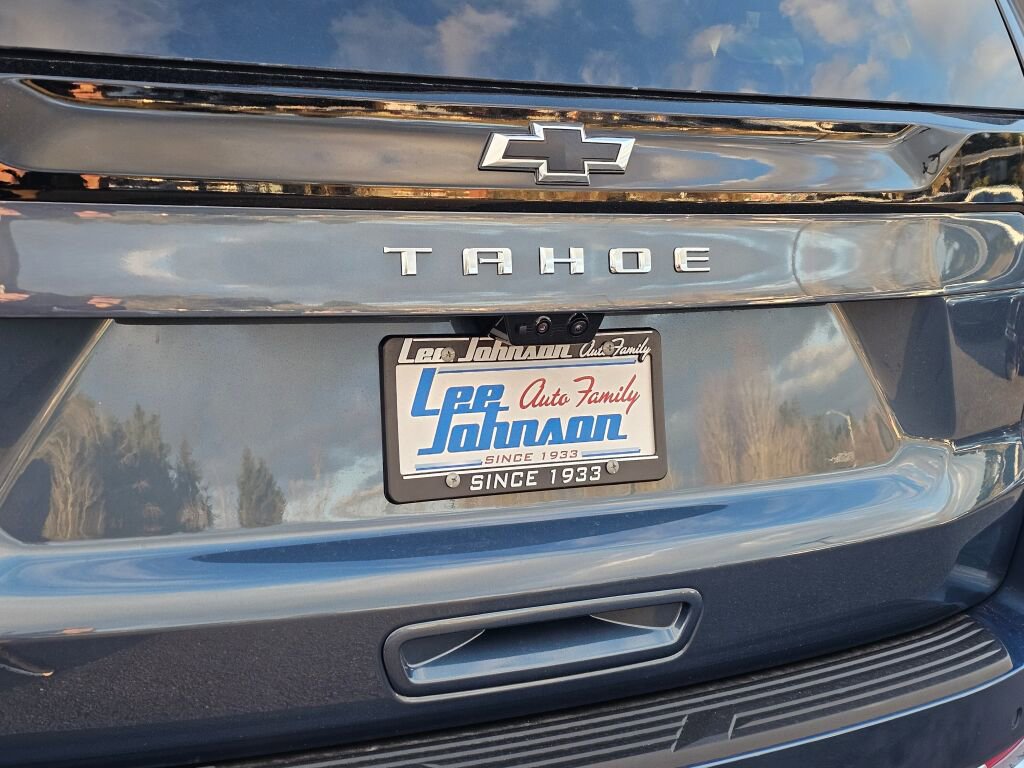 TAHOE
Lee Johnson Auto Family
Lee Auto Family
Johnson
SINCE 1933
SINCE 1933